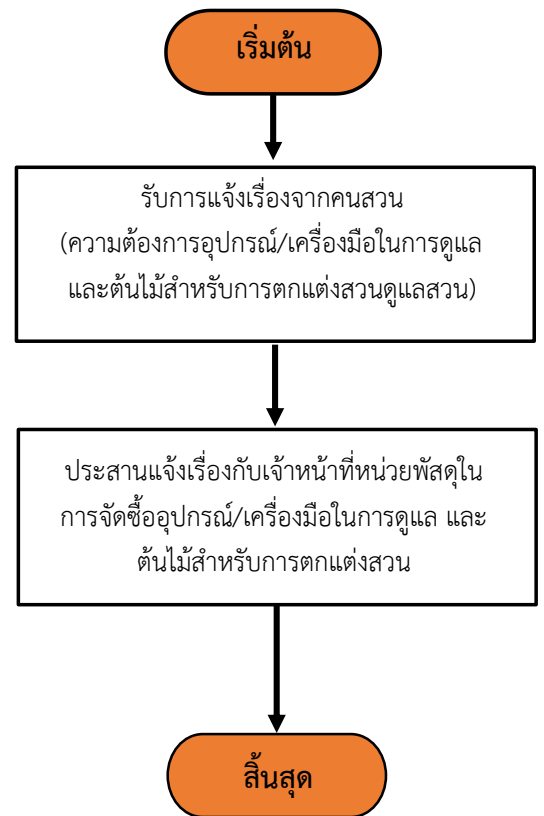 เริ่มต้น
รับการแจ้งเรื่องจากคนสวน
(ความต้องการอุปกรณ์/เครื่องมือในการดูแล
และต้นไม้สำหรับการตกแต่งสวนดูแลสวน)
ประสานแจ้งเรื่องกับเจ้าหน้าที่หน่วยพัสดุใน
การจัดซื้ออุปกรณ์/เครื่องมือในการดูแล และ
ต้นไม้สำหรับการตกแต่งสวน
สิ้นสุด